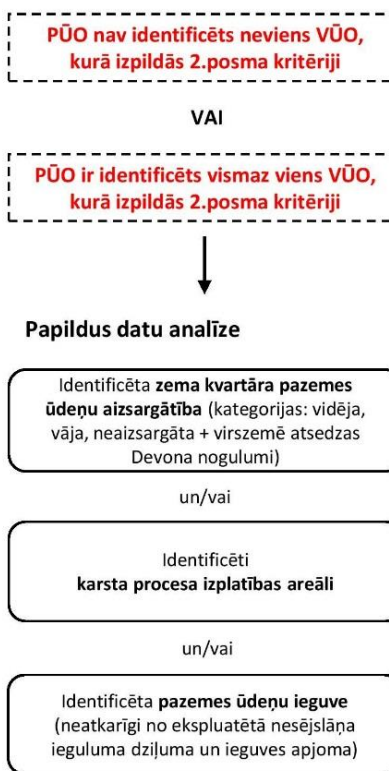 PŪO nav identificēts neviens VŪO,
kurā izpildās 2.posma kritēriji
VAI
PŪO ir identificēts vismaz viens VŪO,
kurā izpildās 2.posma kritēriji
Papildus datu analīze
Identificēta zema kvartāra pazemes
ūdeņu aizsargātība (kategorijas: vidēja,
vāja, neaizsargāta + virszemē atsedzas
Devona nogulumi)
un/vai
Identificēti
karsta procesa izplatības areāli
un/vai
Identificēta pazemes ūdeņu ieguve
(neatkarīgi no ekspluatētā nesējslāņa
ieguluma dziļuma un ieguves apjoma)